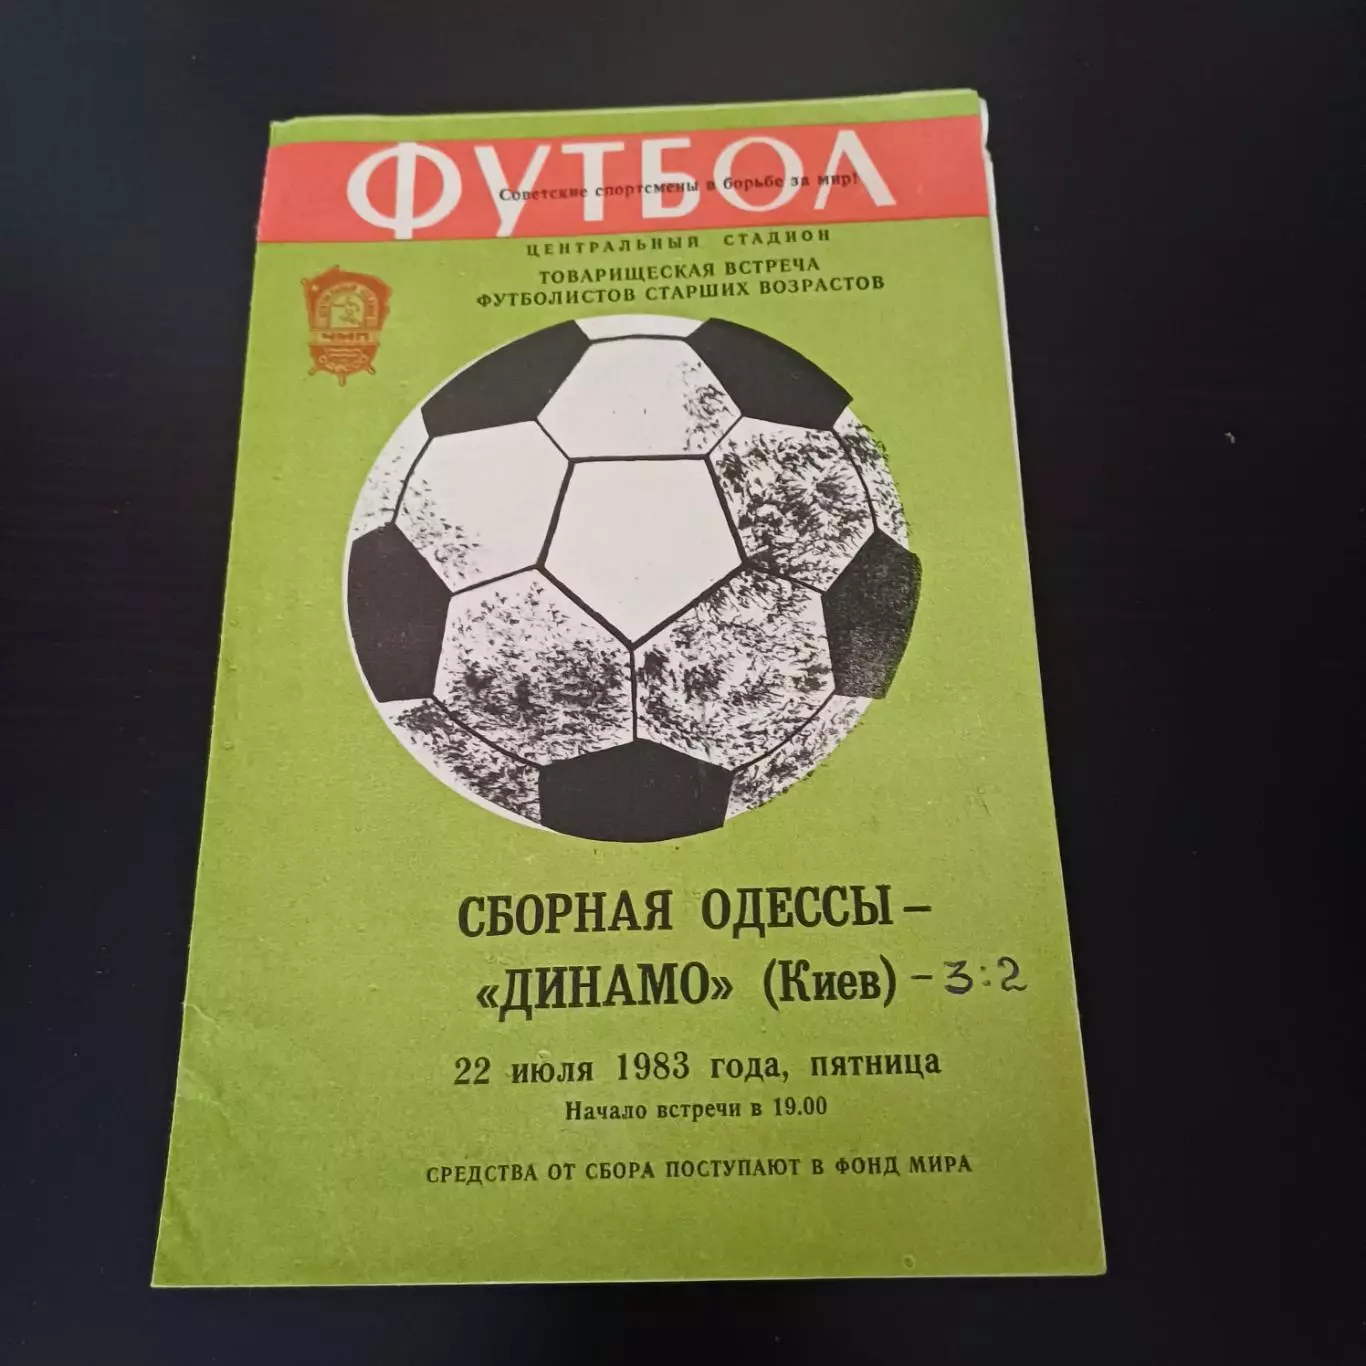 ФУТБОЛ
Советские спортсмены в борьбе за мир!
ЦЕНТРАЛЬНЫЙ СТАДИОН
ТОВАРИЩЕСКАЯ ВСТРЕЧА
ФУТБОЛИСТОВ СТАРШИХ ВОЗРАСТОВ
ЧМП
СБОРНАЯ ОДЕССЫ –
«ДИНАМО» (Киев) – 3:2
22 июля 1983 года, пятница
Начало встречи в 19.00
СРЕДСТВА ОТ СБОРА ПОСТУПАЮТ В ФОНД МИРА